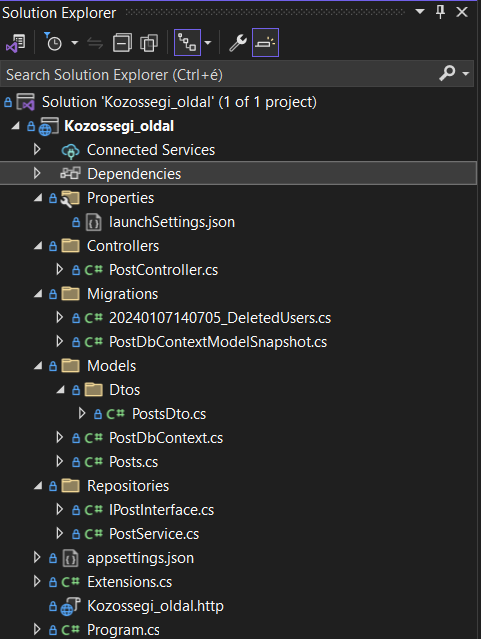 Solution Explorer
Search Solution Explorer (Ctrl+é)
Solution 'Kozossegi_oldal' (1 of 1 project)
Kozossegi_oldal
Connected Services
Dependencies
Properties
launchSettings.json
Controllers
C# PostController.cs
Migrations
C# 20240107140705_DeletedUsers.cs
C# PostDbContextModelSnapshot.cs
Models
Dtos
C# PostsDto.cs
C# PostDbContext.cs
C# Posts.cs
Repositories
C# IPostInterface.cs
C# PostService.cs
appsettings.json
C# Extensions.cs
Kozossegi_oldal.http
C# Program.cs